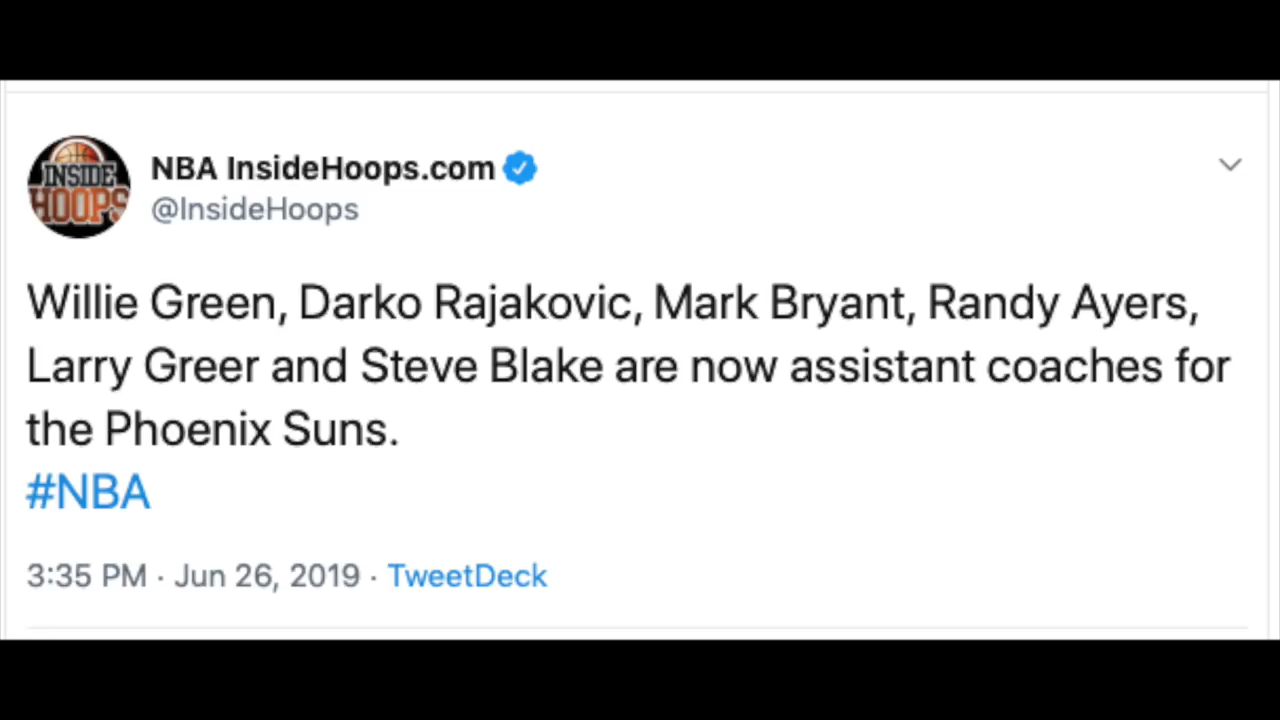 INSIDE
HOOPS
NBA InsideHoops.com
@InsideHoops
Willie Green, Darko Rajakovic, Mark Bryant, Randy Ayers,
Larry Greer and Steve Blake are now assistant coaches for
the Phoenix Suns.
#NBA
3:35 PM · Jun 26, 2019 · TweetDeck